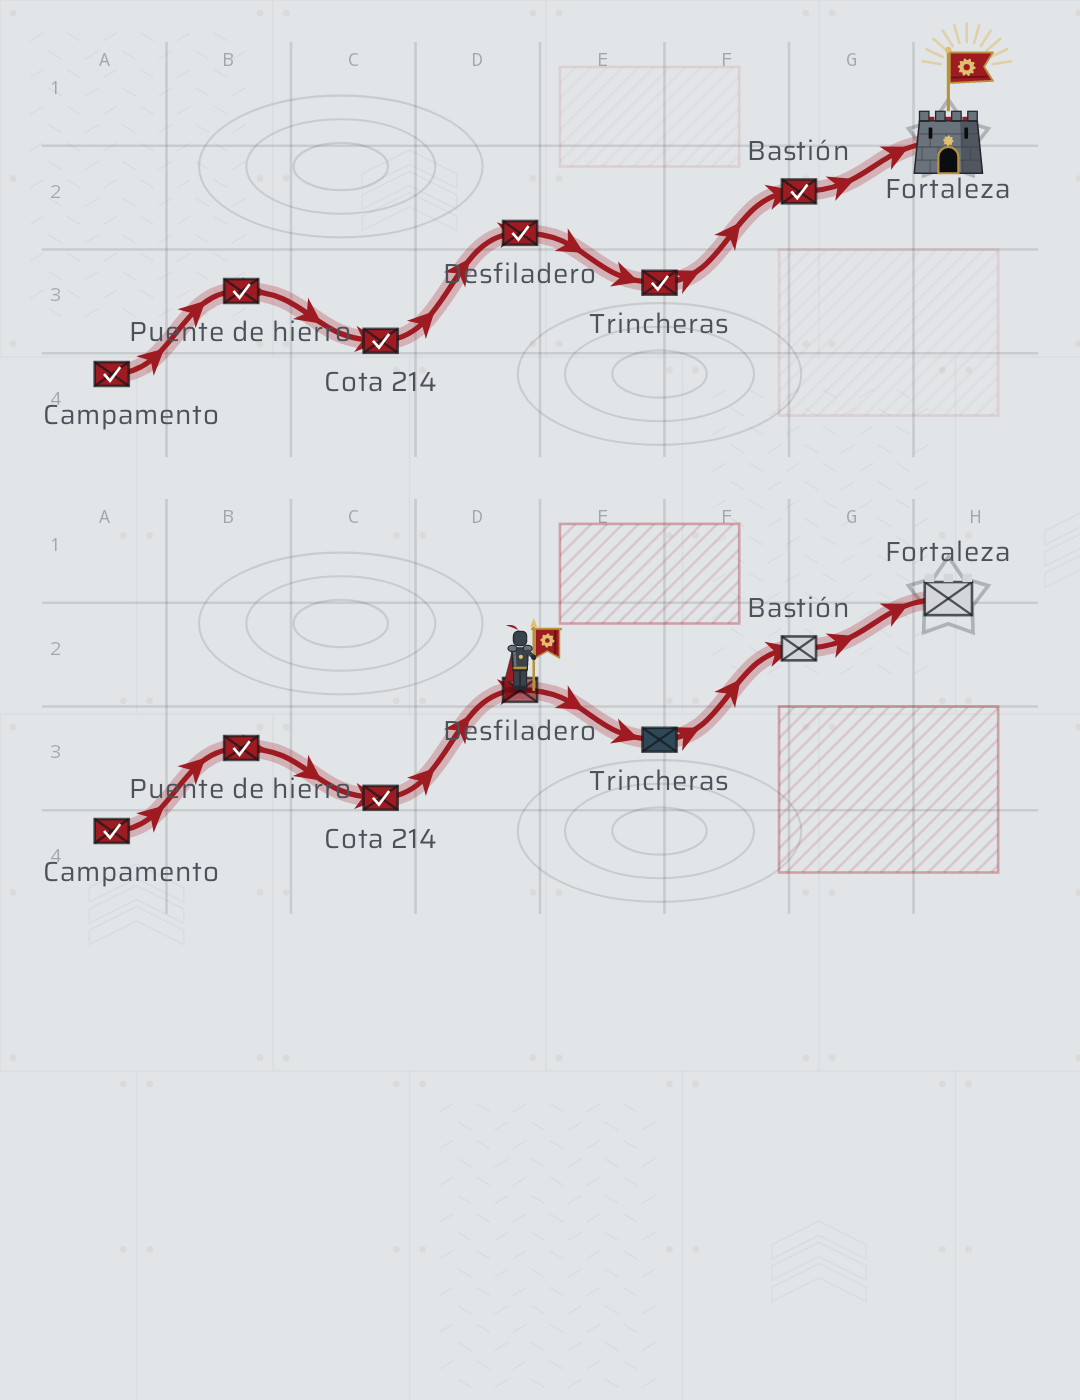 A B C D E F G
1
Bastión
2
Fortaleza
Desfiladero
3
Trincheras
Puente de hierro
Cota 214
4
Campamento
A B C D E F G H
1
Fortaleza
Bastión
2
Desfiladero
3
Trincheras
Puente de hierro
Cota 214
4
Campamento